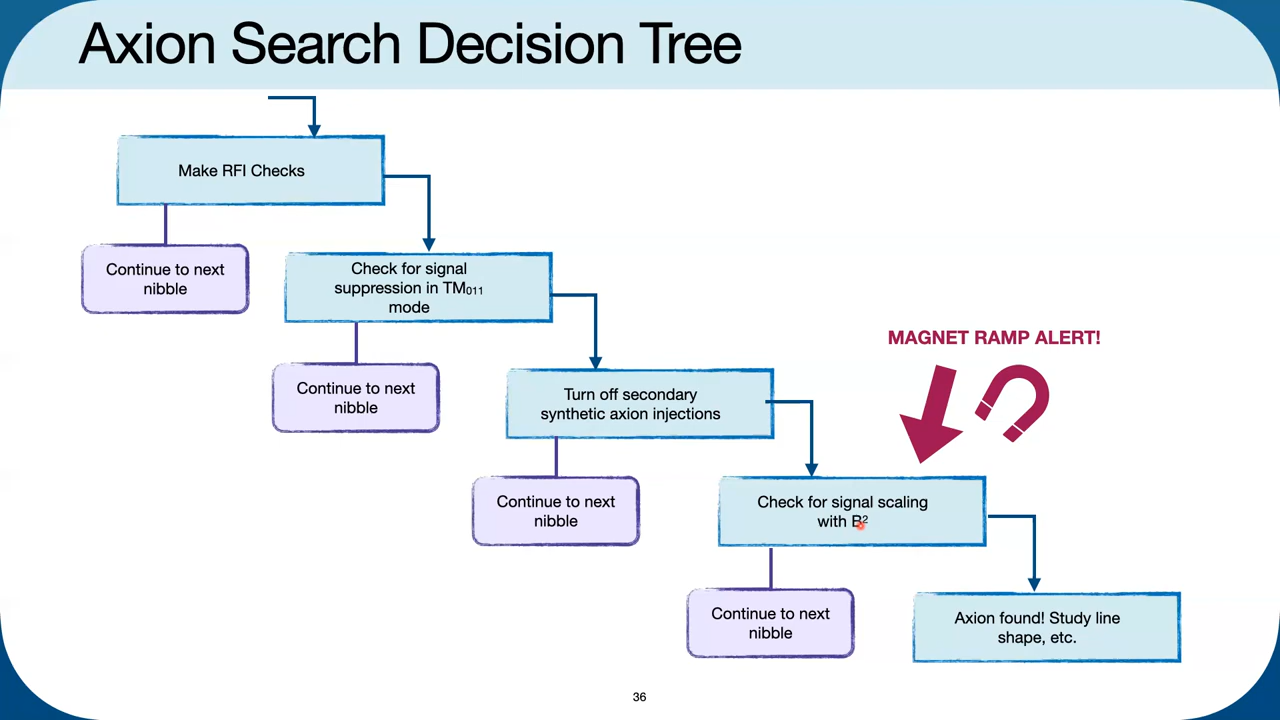 Axion Search Decision Tree
Make RFI Checks
Continue to next
nibble
Check for signal
suppression in TM₀₁₁
mode
Continue to next
nibble
MAGNET RAMP ALERT!
Turn off secondary
synthetic axion injections
Continue to next
nibble
Check for signal scaling
with B²
Continue to next
nibble
Axion found! Study line
shape, etc.
36